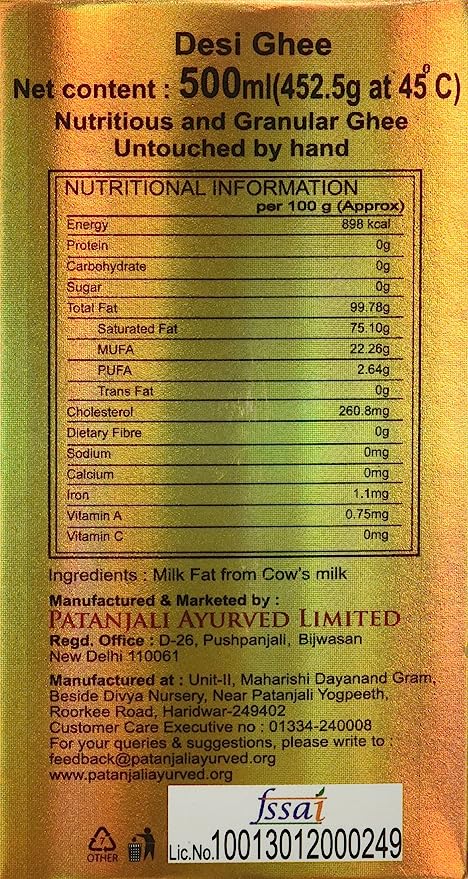 Desi Ghee
Net content : 500ml(452.5g at 45°C)
Nutritious and Granular Ghee
Untouched by hand
NUTRITIONAL INFORMATION
per 100 g (Approx)
Energy 898 kcal
Protein 0g
Carbohydrate 0g
Sugar 0g
Total Fat 99.78g
Saturated Fat 75.10g
MUFA 22.26g
PUFA 2.64g
Trans Fat 0g
Cholesterol 260.8mg
Dietary Fibre 0g
Sodium 0mg
Calcium 0mg
Iron 1.1mg
Vitamin A 0.75mg
Vitamin C 0mg
Ingredients : Milk Fat from Cow's milk
Manufactured & Marketed by :
PATANJALI AYURVED LIMITED
Regd. Office : D-26, Pushpanjali, Bijwasan
New Delhi 110061
Manufactured at : Unit-II, Maharishi Dayanand Gram,
Beside Divya Nursery, Near Patanjali Yogpeeth,
Roorkee Road, Haridwar-249402
Customer Care Executive no : 01334-240008
For your queries & suggestions, please write to :
feedback@patanjaliayurved.org
www.patanjaliayurved.org
7
OTHER
fssai
Lic.No.10013012000249